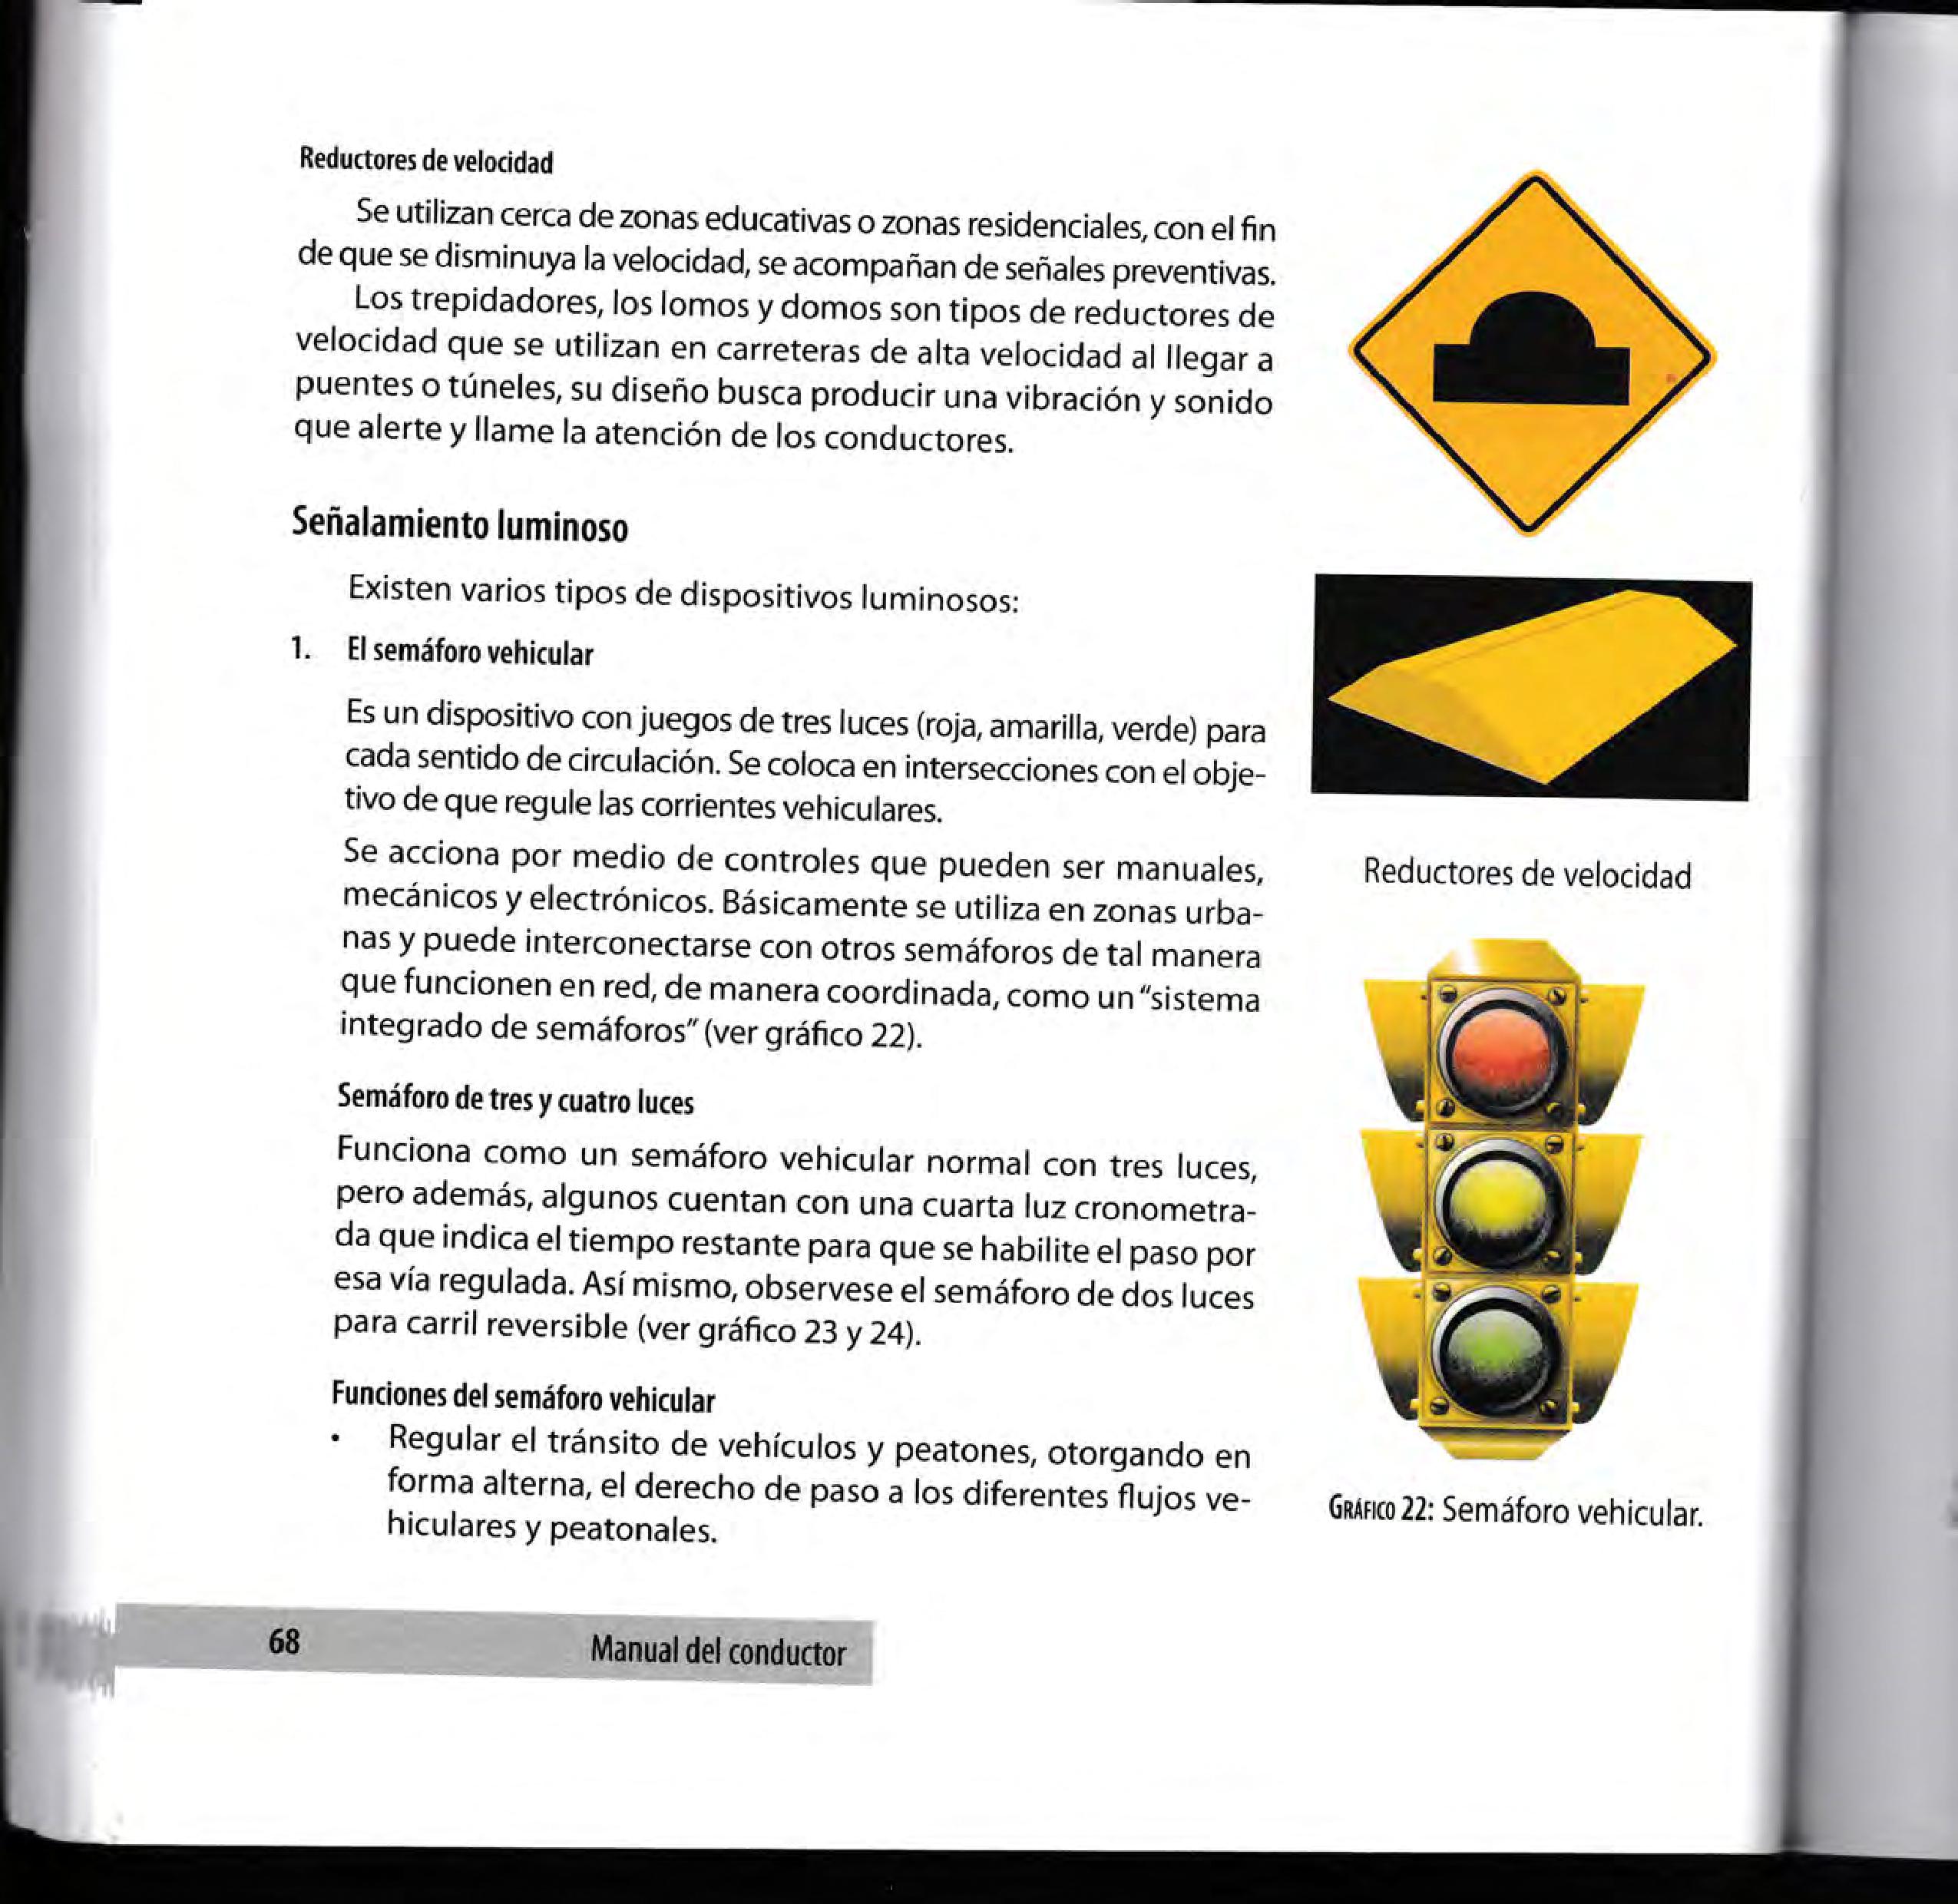 Reductores de velocidad
Se utilizan cerca de zonas educativas o zonas residenciales, con el fin
de que se disminuya la velocidad, se acompañan de señales preventivas.
Los trepidadores, los lomos y domos son tipos de reductores de
velocidad que se utilizan en carreteras de alta velocidad al llegar a
puentes o túneles, su diseño busca producir una vibración y sonido
que alerte y llame la atención de los conductores.
Señalamiento luminoso
Existen varios tipos de dispositivos luminosos:
1. El semáforo vehicular
Es un dispositivo con juegos de tres luces (roja, amarilla, verde) para
cada sentido de circulación. Se coloca en intersecciones con el obje-
tivo de que regule las corrientes vehiculares.
Se acciona por medio de controles que pueden ser manuales,
mecánicos y electrónicos. Básicamente se utiliza en zonas urba-
nas y puede interconectarse con otros semáforos de tal manera
que funcionen en red, de manera coordinada, como un "sistema
integrado de semáforos" (ver gráfico 22).
Semáforo de tres y cuatro luces
Funciona como un semáforo vehicular normal con tres luces,
pero además, algunos cuentan con una cuarta luz cronometra-
da que indica el tiempo restante para que se habilite el paso por
esa vía regulada. Así mismo, observese el semáforo de dos luces
para carril reversible (ver gráfico 23 y 24).
Funciones del semáforo vehicular
• Regular el tránsito de vehículos y peatones, otorgando en
forma alterna, el derecho de paso a los diferentes flujos ve-
hiculares y peatonales.
Reductores de velocidad
GRÁFICO 22: Semáforo vehicular.
68 Manual del conductor